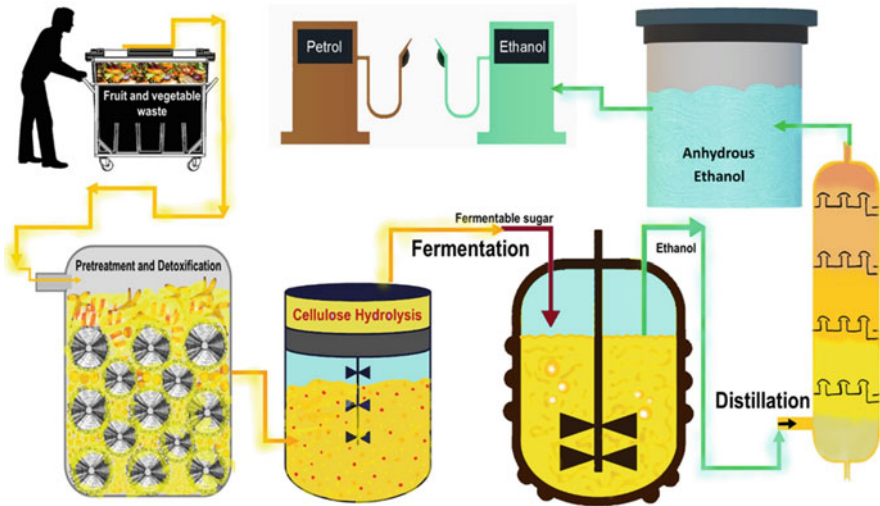 Petrol
Ethanol
Fruit and vegetable
waste
Anhydrous
Ethanol
Pretreatment and Detoxification
Cellulose Hydrolysis
Fermentable sugar
Fermentation
Ethanol
Distillation